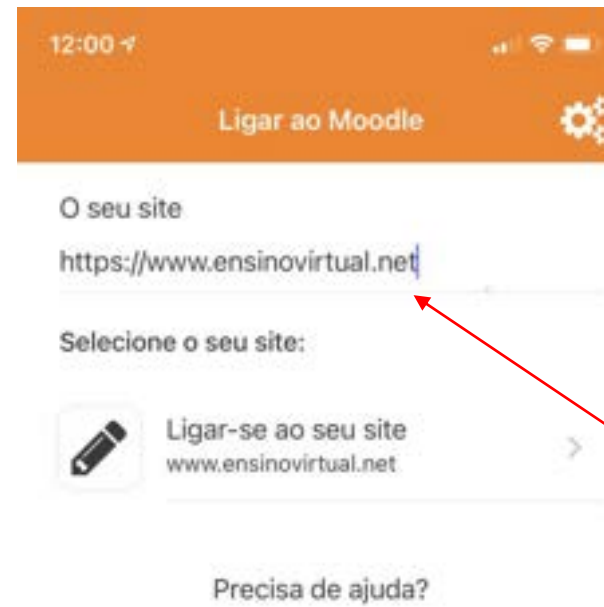 12:00
Ligar ao Moodle
O seu site
https://www.ensinovirtual.net
Selecione o seu site:
Ligar-se ao seu site
www.ensinovirtual.net
Precisa de ajuda?